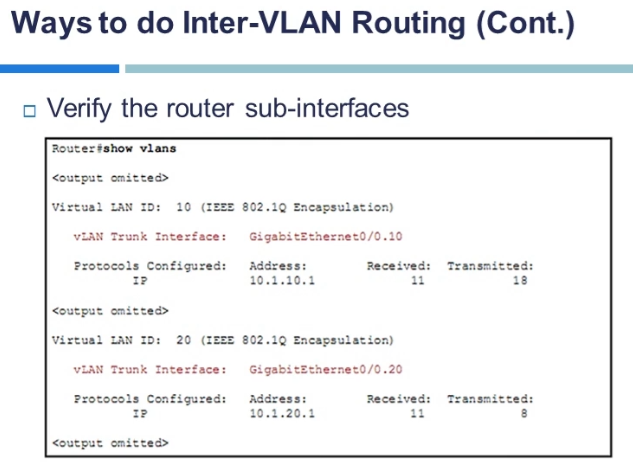 Ways to do Inter-VLAN Routing (Cont.)
Verify the router sub-interfaces
Router#show vlans
<output omitted>
Virtual LAN ID: 10 (IEEE 802.1Q Encapsulation)
vLAN Trunk Interface: GigabitEthernet0/0.10
Protocols Configured: Address: Received: Transmitted:
IP 10.1.10.1 11 18
<output omitted>
Virtual LAN ID: 20 (IEEE 802.1Q Encapsulation)
vLAN Trunk Interface: GigabitEthernet0/0.20
Protocols Configured: Address: Received: Transmitted:
IP 10.1.20.1 11 8
<output omitted>